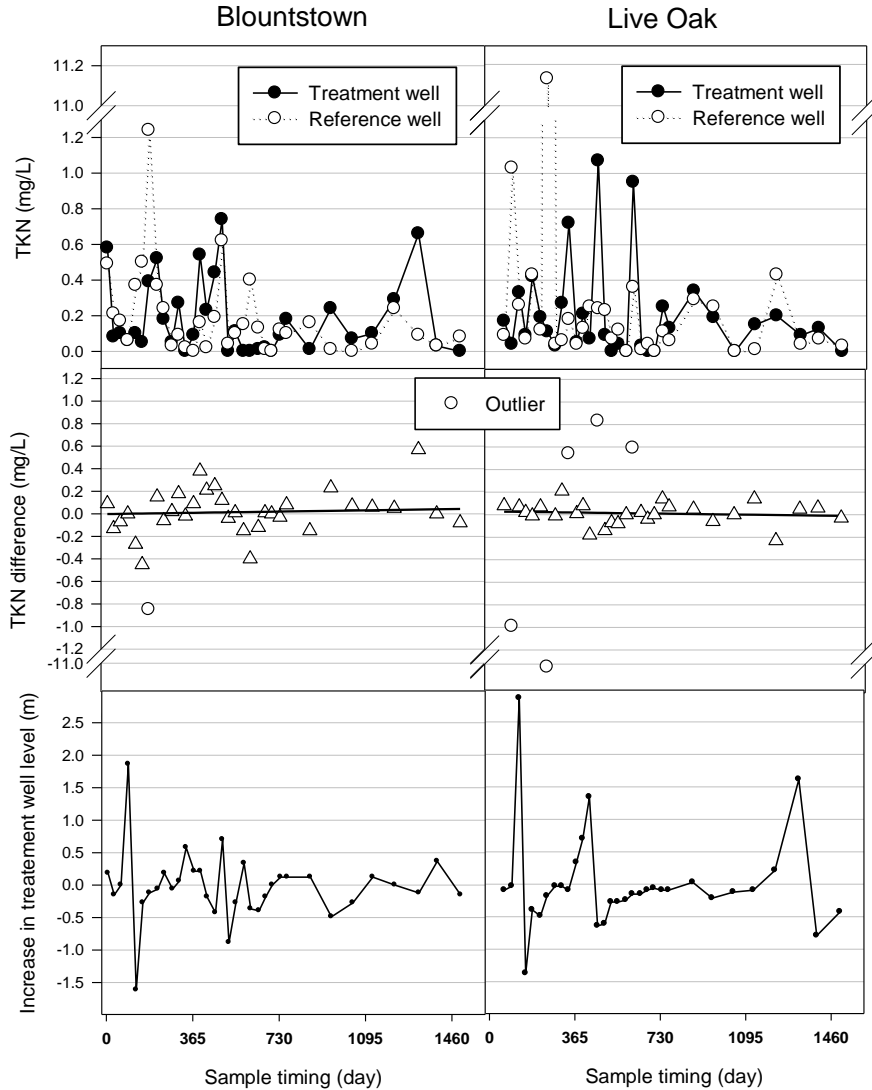 Blountstown
Live Oak
11.2
11.0
1.2
1.0
0.8
0.6
0.4
0.2
0.0
TKN (mg/L)
Treatment well
Reference well
Treatment well
Reference well
1.2
1.0
0.8
0.6
0.4
0.2
0.0
-0.2
-0.4
-0.6
-0.8
-1.0
-1.2
-11.0
TKN difference (mg/L)
Outlier
2.5
2.0
1.5
1.0
0.5
0.0
-0.5
-1.0
-1.5
Increase in treatement well level (m)
0 365 730 1095 1460
0 365 730 1095 1460
Sample timing (day)
Sample timing (day)